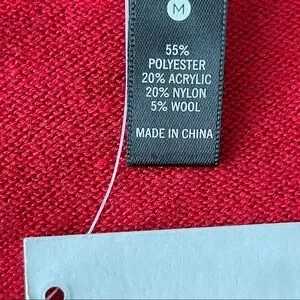 M
55%
POLYESTER
20% ACRYLIC
20% NYLON
5% WOOL
MADE IN CHINA